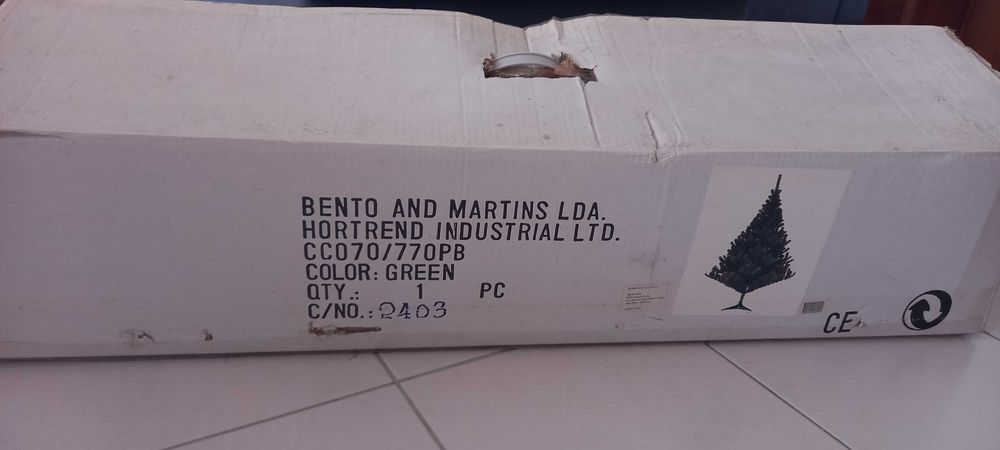 BENTO AND MARTINS LDA.
HORTREND INDUSTRIAL LTD.
CC070/770PB
COLOR: GREEN
QTY.: 1 PC
C/NO.: 2403
CE